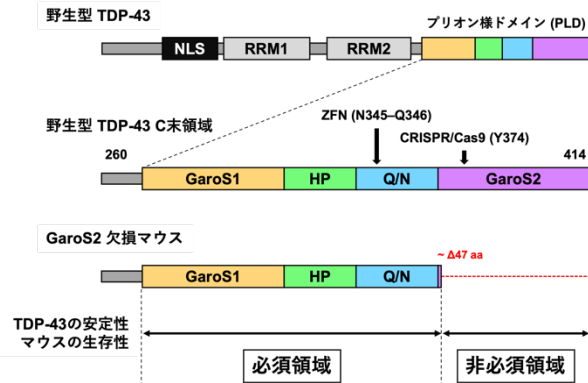 野生型 TDP-43
プリオン様ドメイン (PLD)
NLS RRM1 RRM2
野生型 TDP-43 C末領域
ZFN (N345–Q346)
CRISPR/Cas9 (Y374)
260 414
GaroS1 HP Q/N GaroS2
GaroS2 欠損マウス
~ Δ47 aa
GaroS1 HP Q/N
TDP-43の安定性
マウスの生存性
必須領域 非必須領域